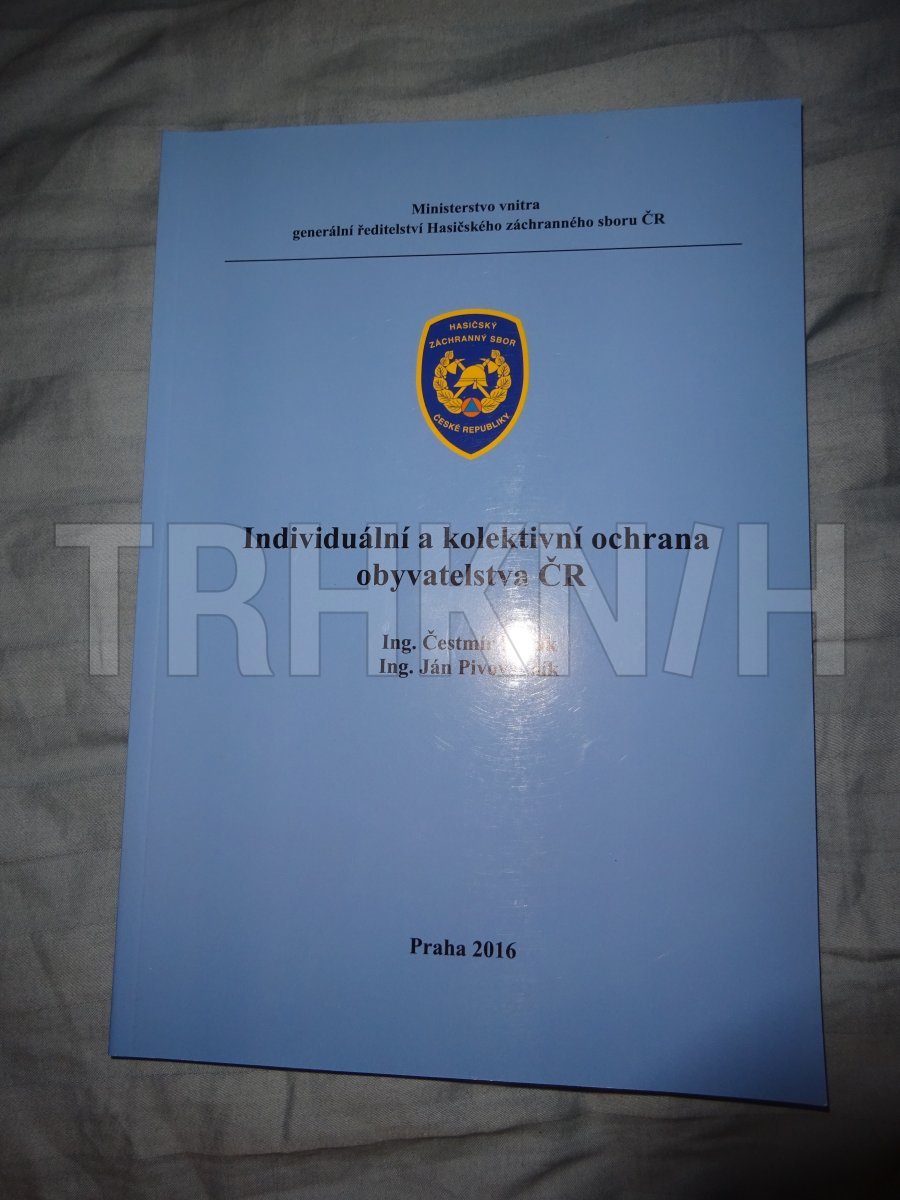 Ministerstvo vnitra
generální ředitelství Hasičského záchranného sboru ČR
HASIČSKÝ
ZÁCHRANNÝ SBOR
ČESKÉ REPUBLIKY
Individuální a kolektivní ochrana
obyvatelstva ČR
TRHKNIH
Ing. Čestmír
Ing. Ján
Praha 2016